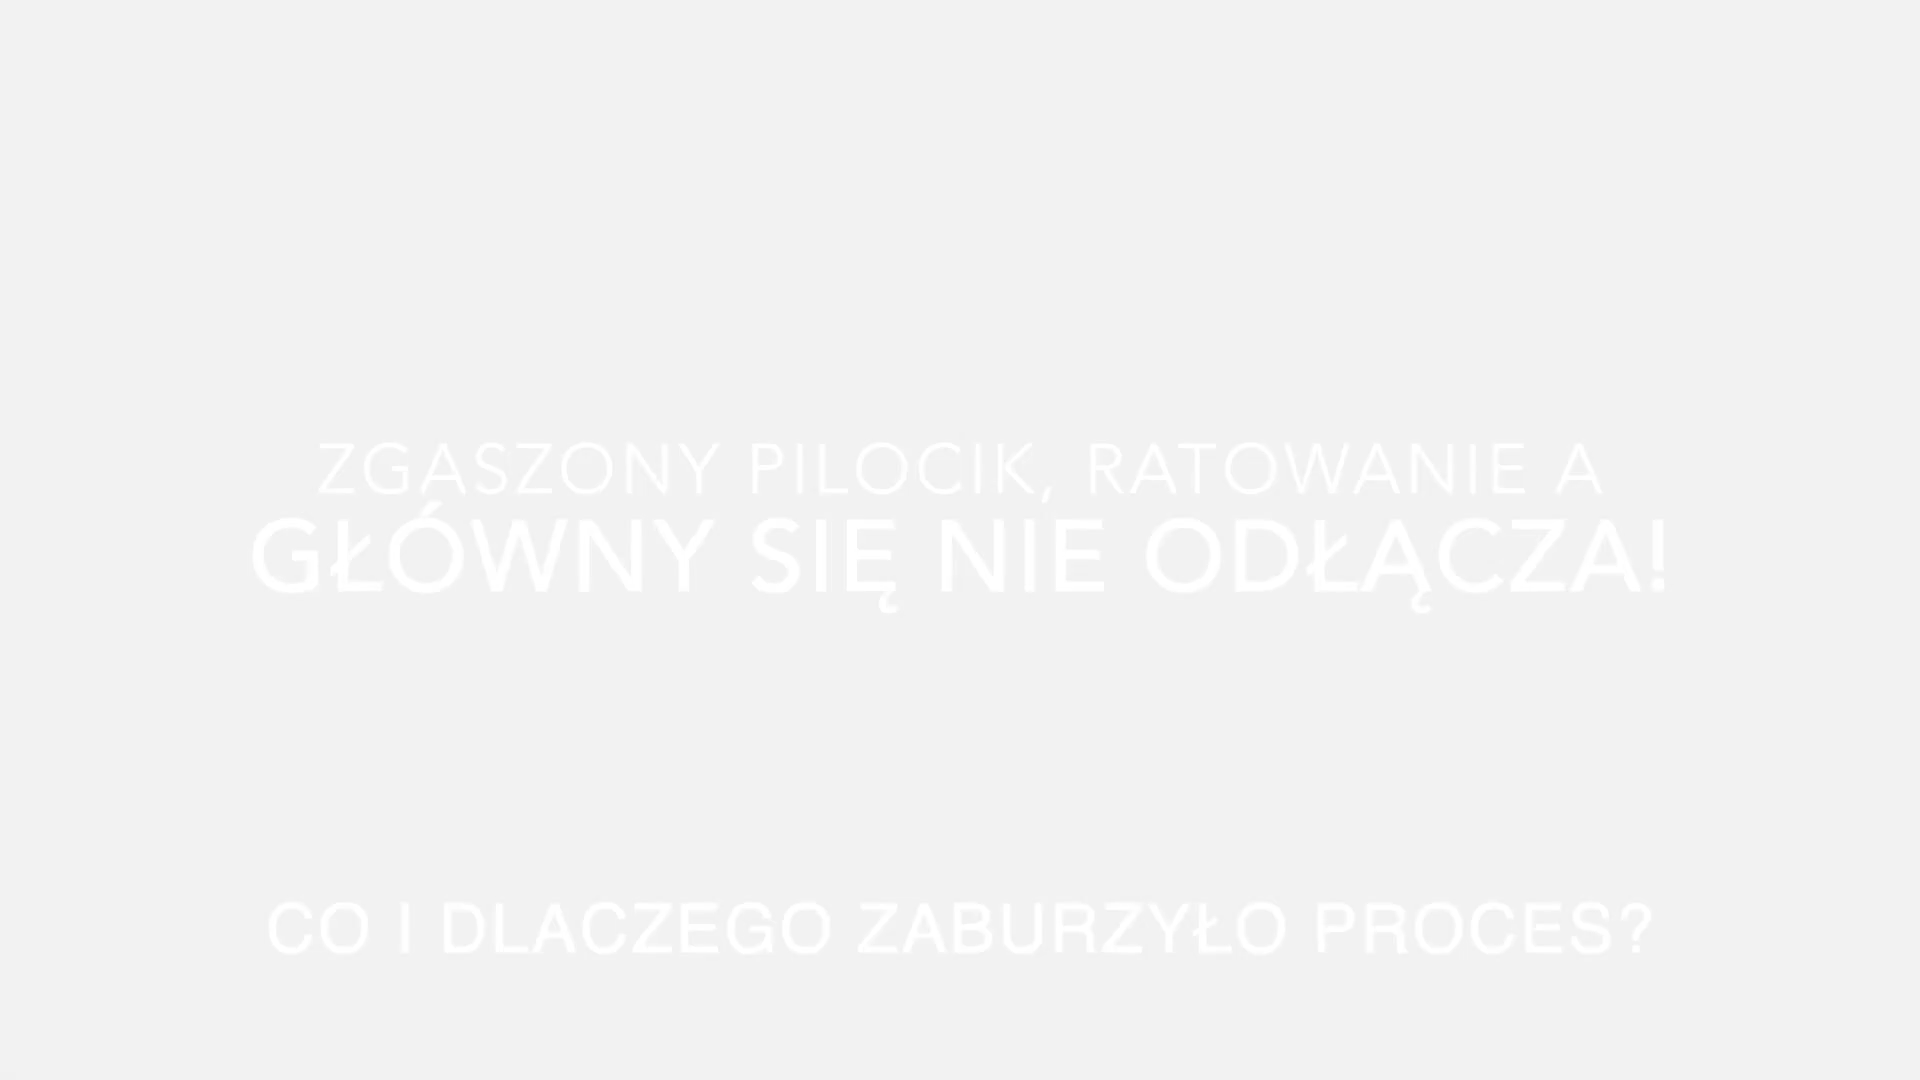 ZGASZONY PILOCIK, RATOWANIE A
GŁÓWNY SIĘ NIE ODŁĄCZA!
CO I DLACZEGO ZABURZYŁO PROCES?